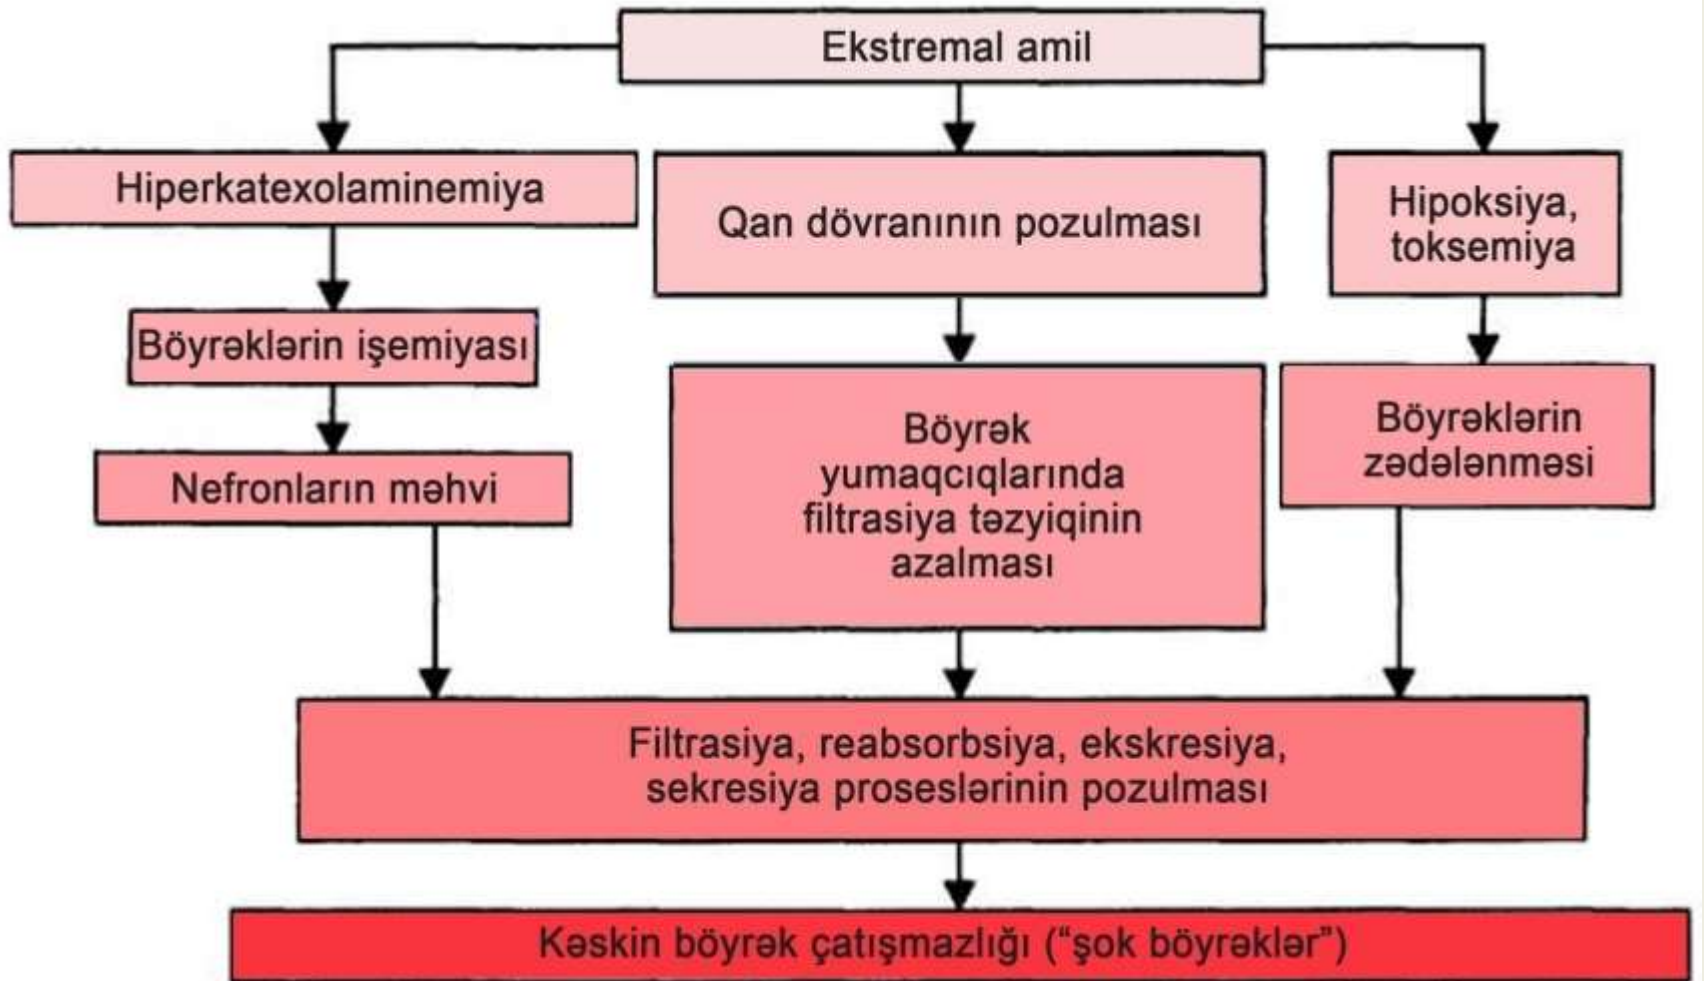 Ekstremal amil
Hiperkatexolaminemiya
Qan dövranının pozulması
Hipoksiya,
toksemiya
Böyrəklərin işemiyası
Nefronların məhvi
Böyrək
yumaqcıqlarında
filtrasiya təzyiqinin
azalması
Böyrəklərin
zədələnməsi
Filtrasiya, reabsorbsiya, ekskresiya,
sekresiya proseslərinin pozulması
Kəskin böyrək çatışmazlığı (“şok böyrəklər”)